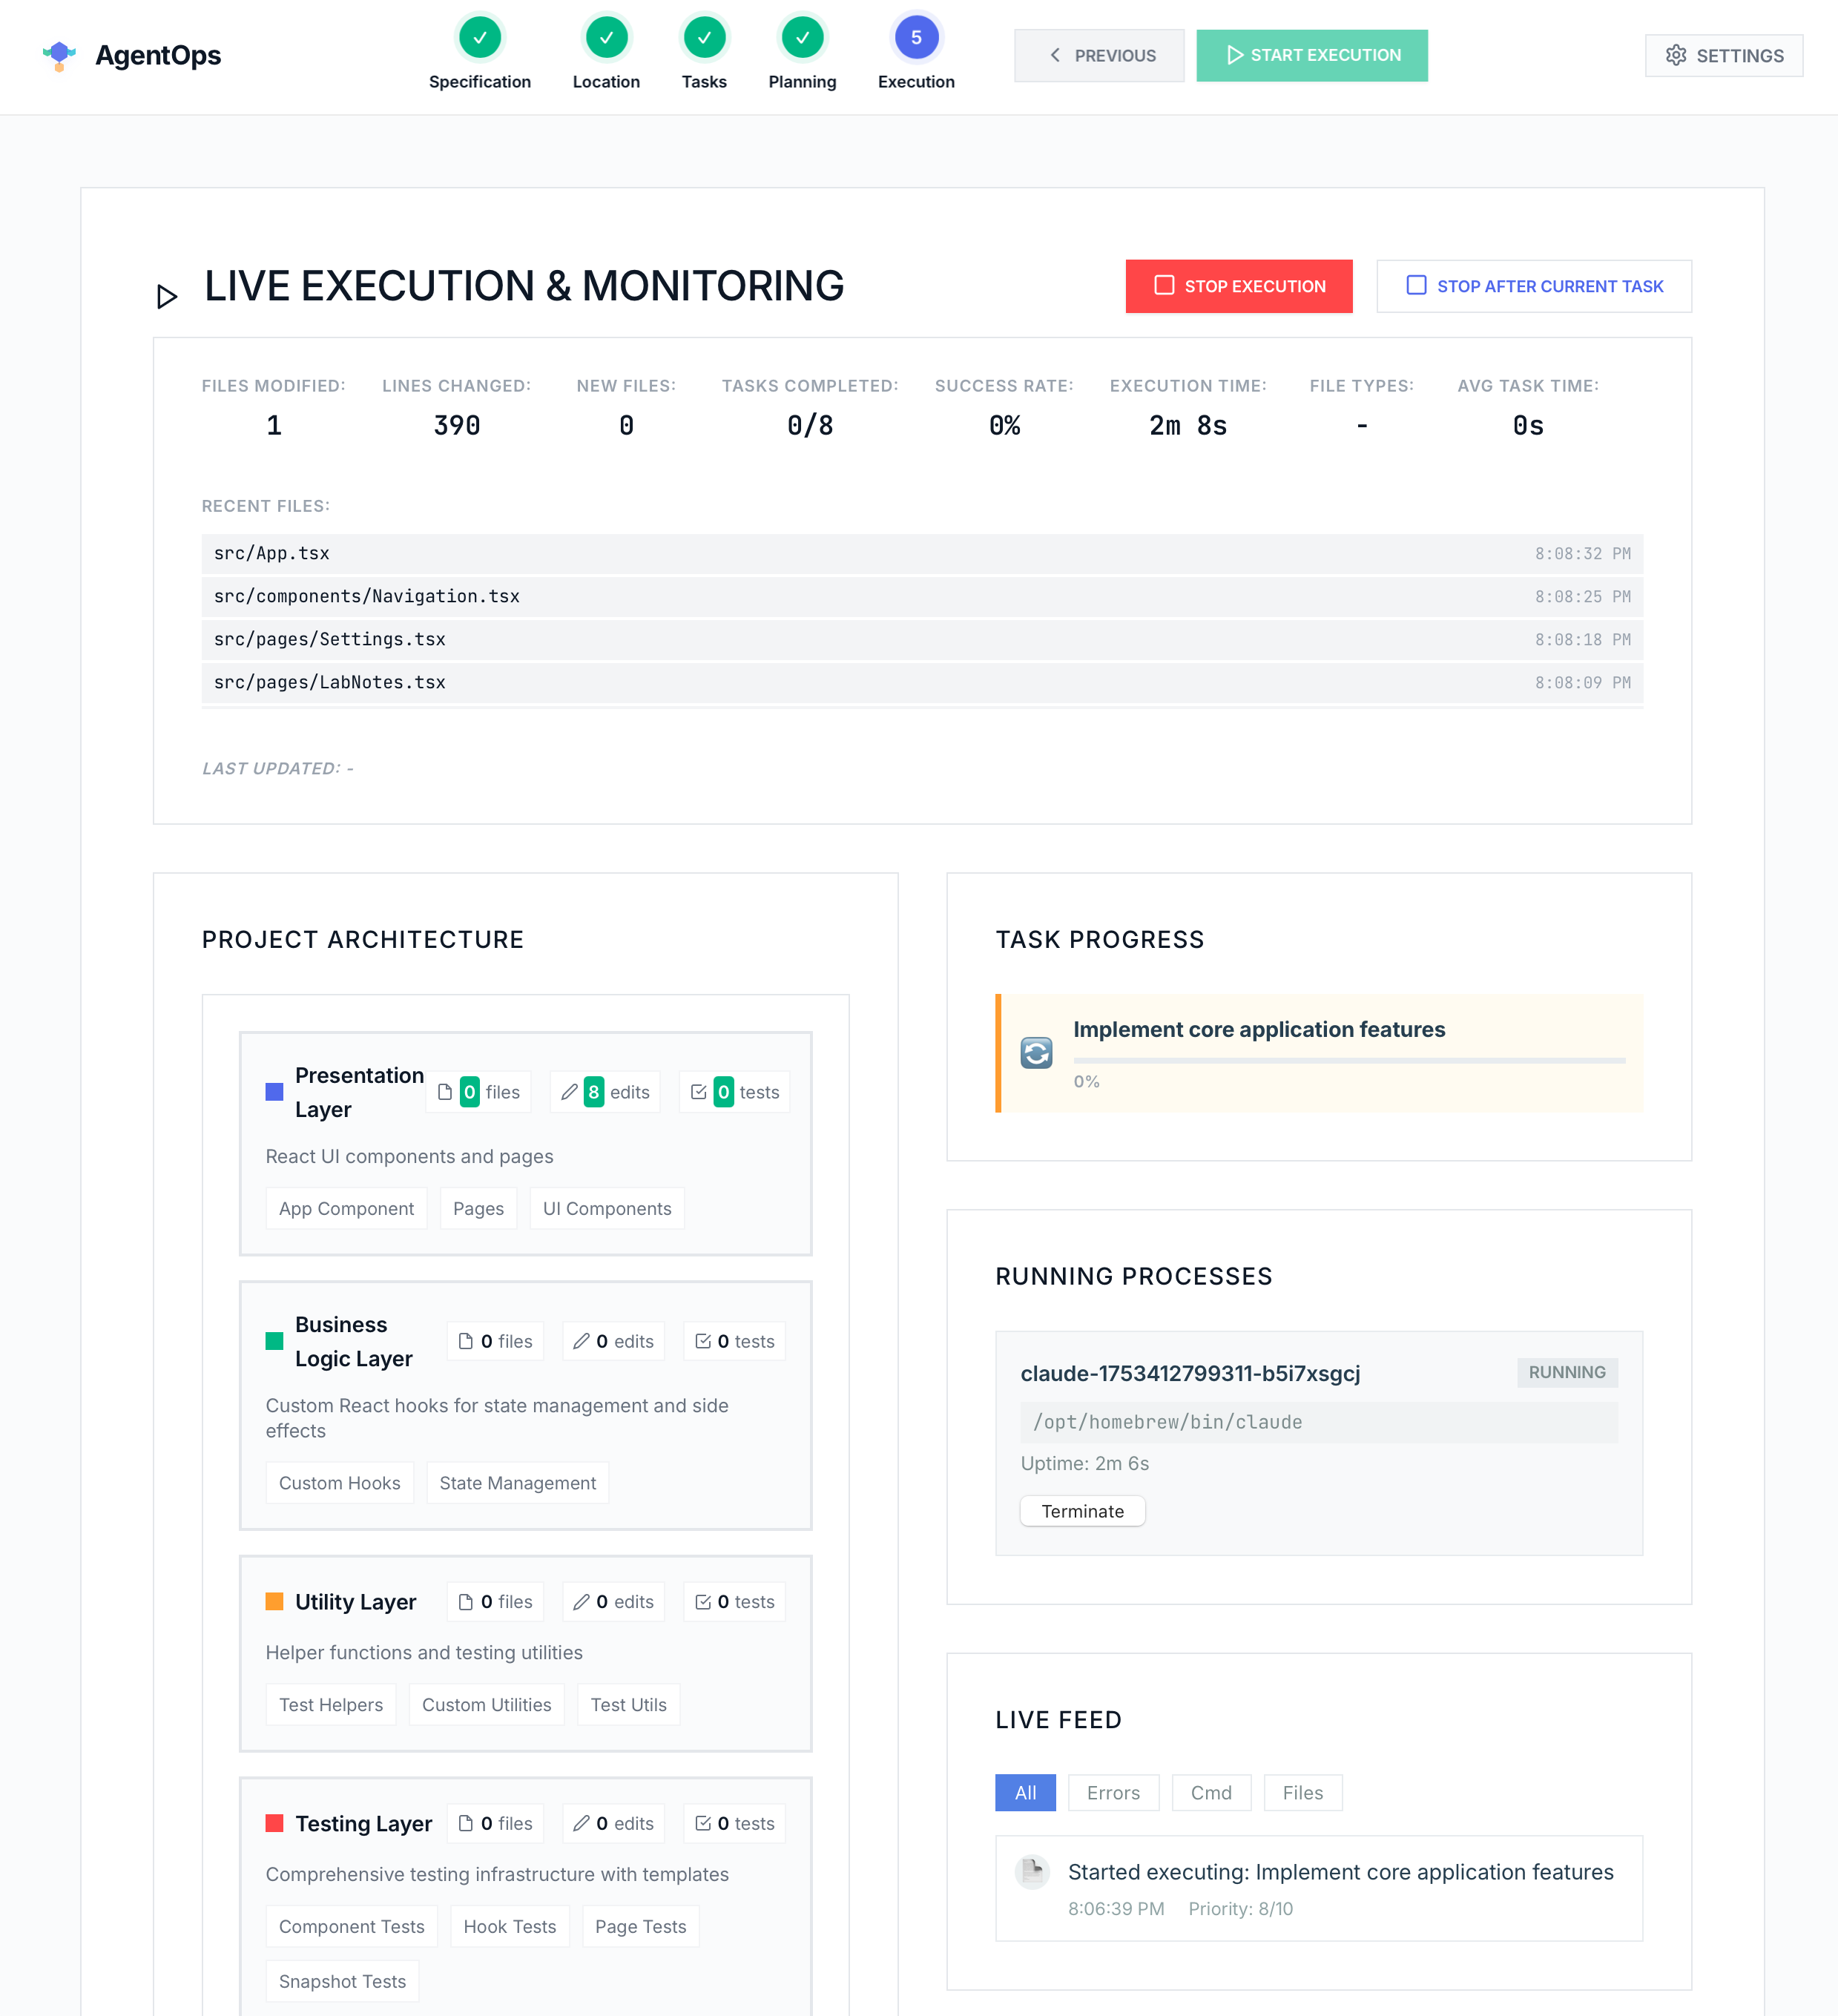 AgentOps
Specification
Location
Tasks
Planning
5
Execution
PREVIOUS
START EXECUTION
SETTINGS
LIVE EXECUTION & MONITORING
STOP EXECUTION
STOP AFTER CURRENT TASK
FILES MODIFIED:
1
LINES CHANGED:
390
NEW FILES:
0
TASKS COMPLETED:
0/8
SUCCESS RATE:
0%
EXECUTION TIME:
2m 8s
FILE TYPES:
-
AVG TASK TIME:
0s
RECENT FILES:
src/App.tsx 8:08:32 PM
src/components/Navigation.tsx 8:08:25 PM
src/pages/Settings.tsx 8:08:18 PM
src/pages/LabNotes.tsx 8:08:09 PM
LAST UPDATED: -
PROJECT ARCHITECTURE
Presentation
Layer
0 files
8 edits
0 tests
React UI components and pages
App Component
Pages
UI Components
Business
Logic Layer
0 files
0 edits
0 tests
Custom React hooks for state management and side
effects
Custom Hooks
State Management
Utility Layer
0 files
0 edits
0 tests
Helper functions and testing utilities
Test Helpers
Custom Utilities
Test Utils
Testing Layer
0 files
0 edits
0 tests
Comprehensive testing infrastructure with templates
Component Tests
Hook Tests
Page Tests
Snapshot Tests
TASK PROGRESS
Implement core application features
0%
RUNNING PROCESSES
claude-1753412799311-b5i7xsgcj
RUNNING
/opt/homebrew/bin/claude
Uptime: 2m 6s
Terminate
LIVE FEED
All
Errors
Cmd
Files
Started executing: Implement core application features
8:06:39 PM
Priority: 8/10